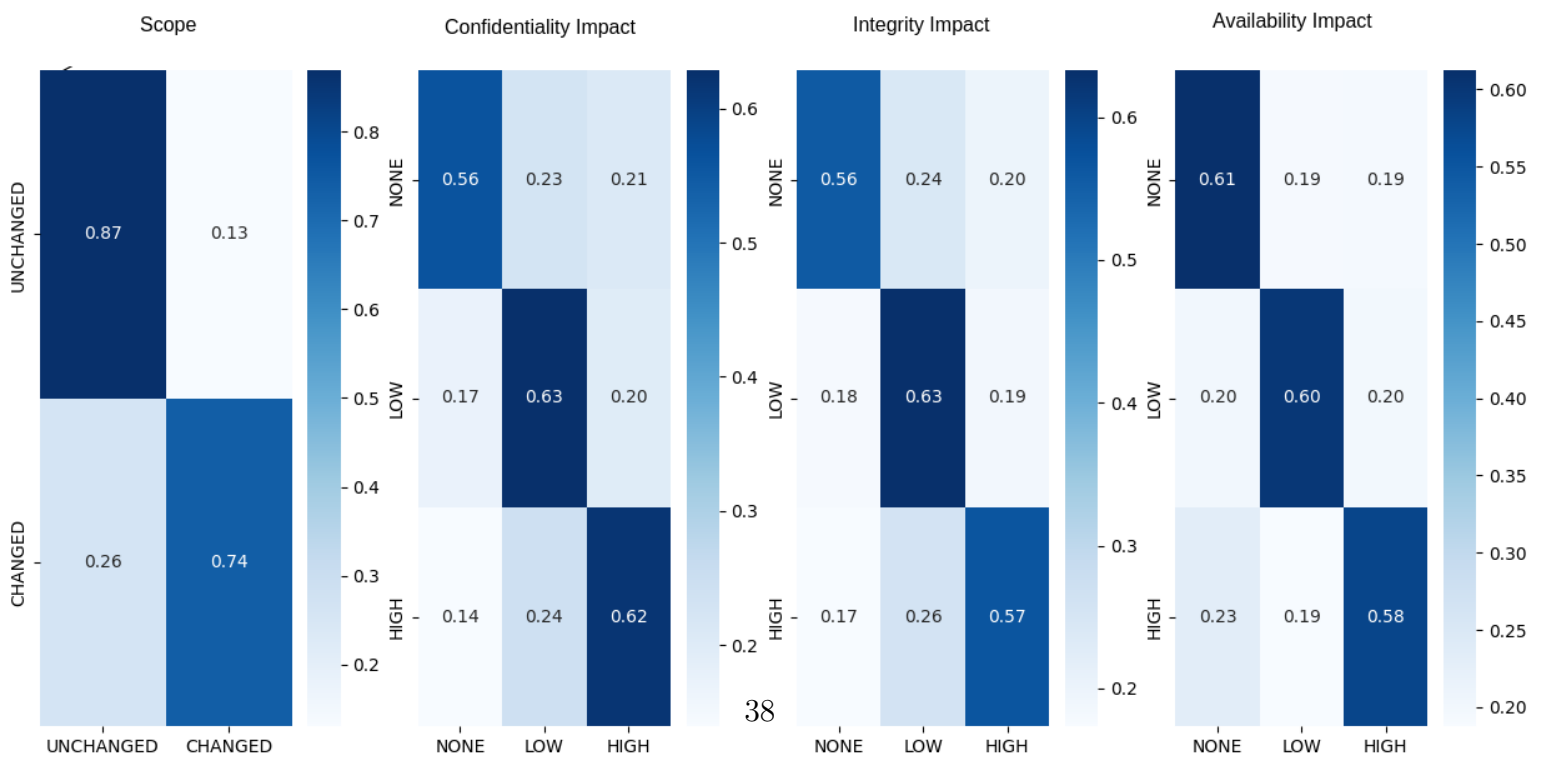 Scope
Confidentiality Impact
Integrity Impact
Availability Impact
UNCHANGED
CHANGED
0.87 0.13
0.26 0.74
UNCHANGED CHANGED
0.8
0.7
0.6
0.5
0.4
0.3
0.2
NONE
LOW
HIGH
0.56 0.23 0.21
0.17 0.63 0.20
0.14 0.24 0.62
NONE LOW HIGH
0.6
0.5
0.4
0.3
0.2
38
NONE
LOW
HIGH
0.56 0.24 0.20
0.18 0.63 0.19
0.17 0.26 0.57
NONE LOW HIGH
0.6
0.5
0.4
0.3
0.2
NONE
LOW
HIGH
0.61 0.19 0.19
0.20 0.60 0.20
0.23 0.19 0.58
NONE LOW HIGH
0.60
0.55
0.50
0.45
0.40
0.35
0.30
0.25
0.20